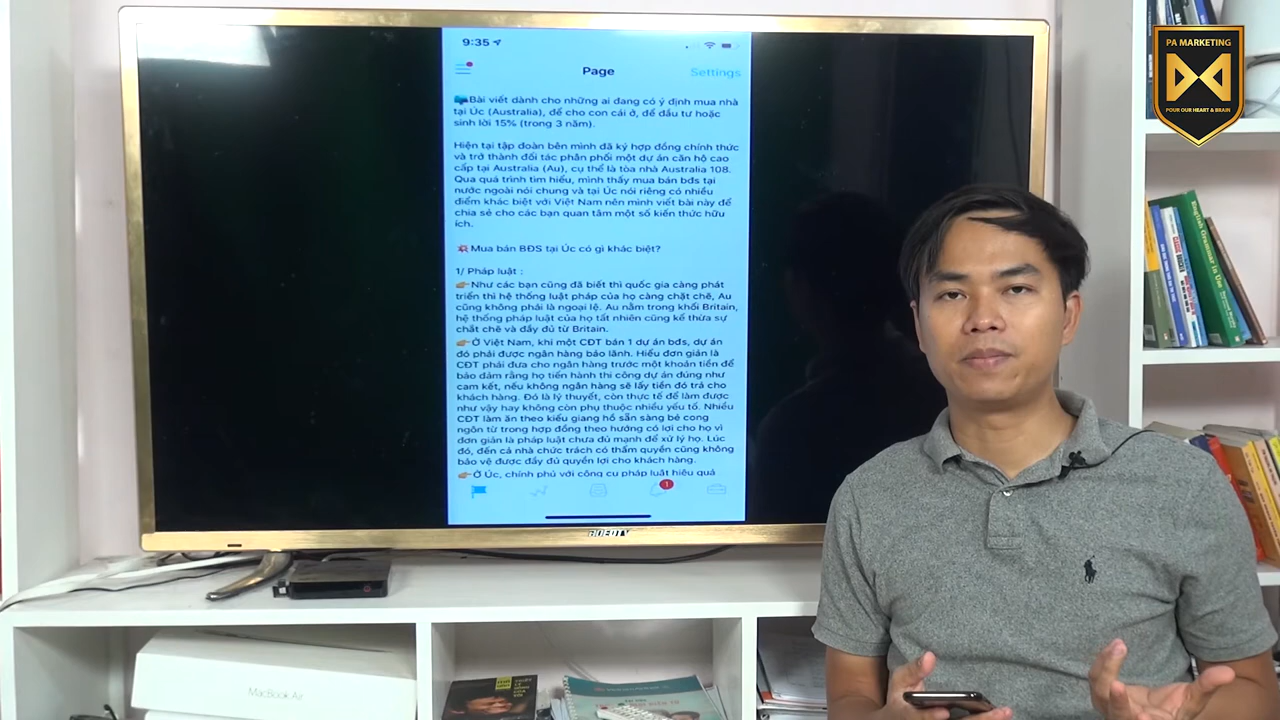 9:35
Page
Settings
Bài viết dành cho những ai đang có ý định mua nhà
tại Úc (Australia), để cho con cái ở, để đầu tư hoặc
sinh lời 15% (trong 3 năm).
Hiện tại tập đoàn bên mình đã ký hợp đồng chính thức
và trở thành đối tác phân phối một dự án căn hộ cao
cấp tại Australia (Au), cụ thể là tòa nhà Australia 108.
Qua quá trình tìm hiểu, mình thấy mua bán bđs tại
nước ngoài nói chung và tại Úc nói riêng có nhiều
điểm khác biệt với Việt Nam nên mình viết bài này để
chia sẻ cho các bạn quan tâm một số kiến thức hữu
ích.
Mua bán BĐS tại Úc có gì khác biệt?
1/ Pháp luật :
Như các bạn cũng đã biết thì quốc gia càng phát
triển thì hệ thống luật pháp của họ càng chặt chẽ, Au
cũng không phải là ngoại lệ. Au nằm trong khối Britain,
hệ thống pháp luật của họ tất nhiên cũng kế thừa sự
chặt chẽ và đầy đủ từ Britain.
Ở Việt Nam, khi một CĐT bán 1 dự án bđs, dự án
đó phải được ngân hàng bảo lãnh. Hiểu đơn giản là
CĐT phải đưa cho ngân hàng trước một khoản tiền để
bảo đảm rằng họ tiến hành thi công dự án đúng như
cam kết, nếu không ngân hàng sẽ lấy tiền đó trả cho
khách hàng. Đó là lý thuyết, còn thực tế để làm được
như vậy hay không còn phụ thuộc nhiều yếu tố. Nhiều
CĐT làm ăn theo kiểu giang hồ sẵn sàng bẻ cong
ngôn từ trong hợp đồng theo hướng có lợi cho họ vì
đơn giản là pháp luật chưa đủ mạnh để xử lý họ. Lúc
đó, đến cả nhà chức trách có thẩm quyền cũng không
bảo vệ được đầy đủ quyền lợi cho khách hàng.
Ở Úc, chính phủ với công cụ pháp luật hiệu quả
1
PA MARKETING
POUR OUR HEART & BRAIN
English Grammar in Use
MacBook Air